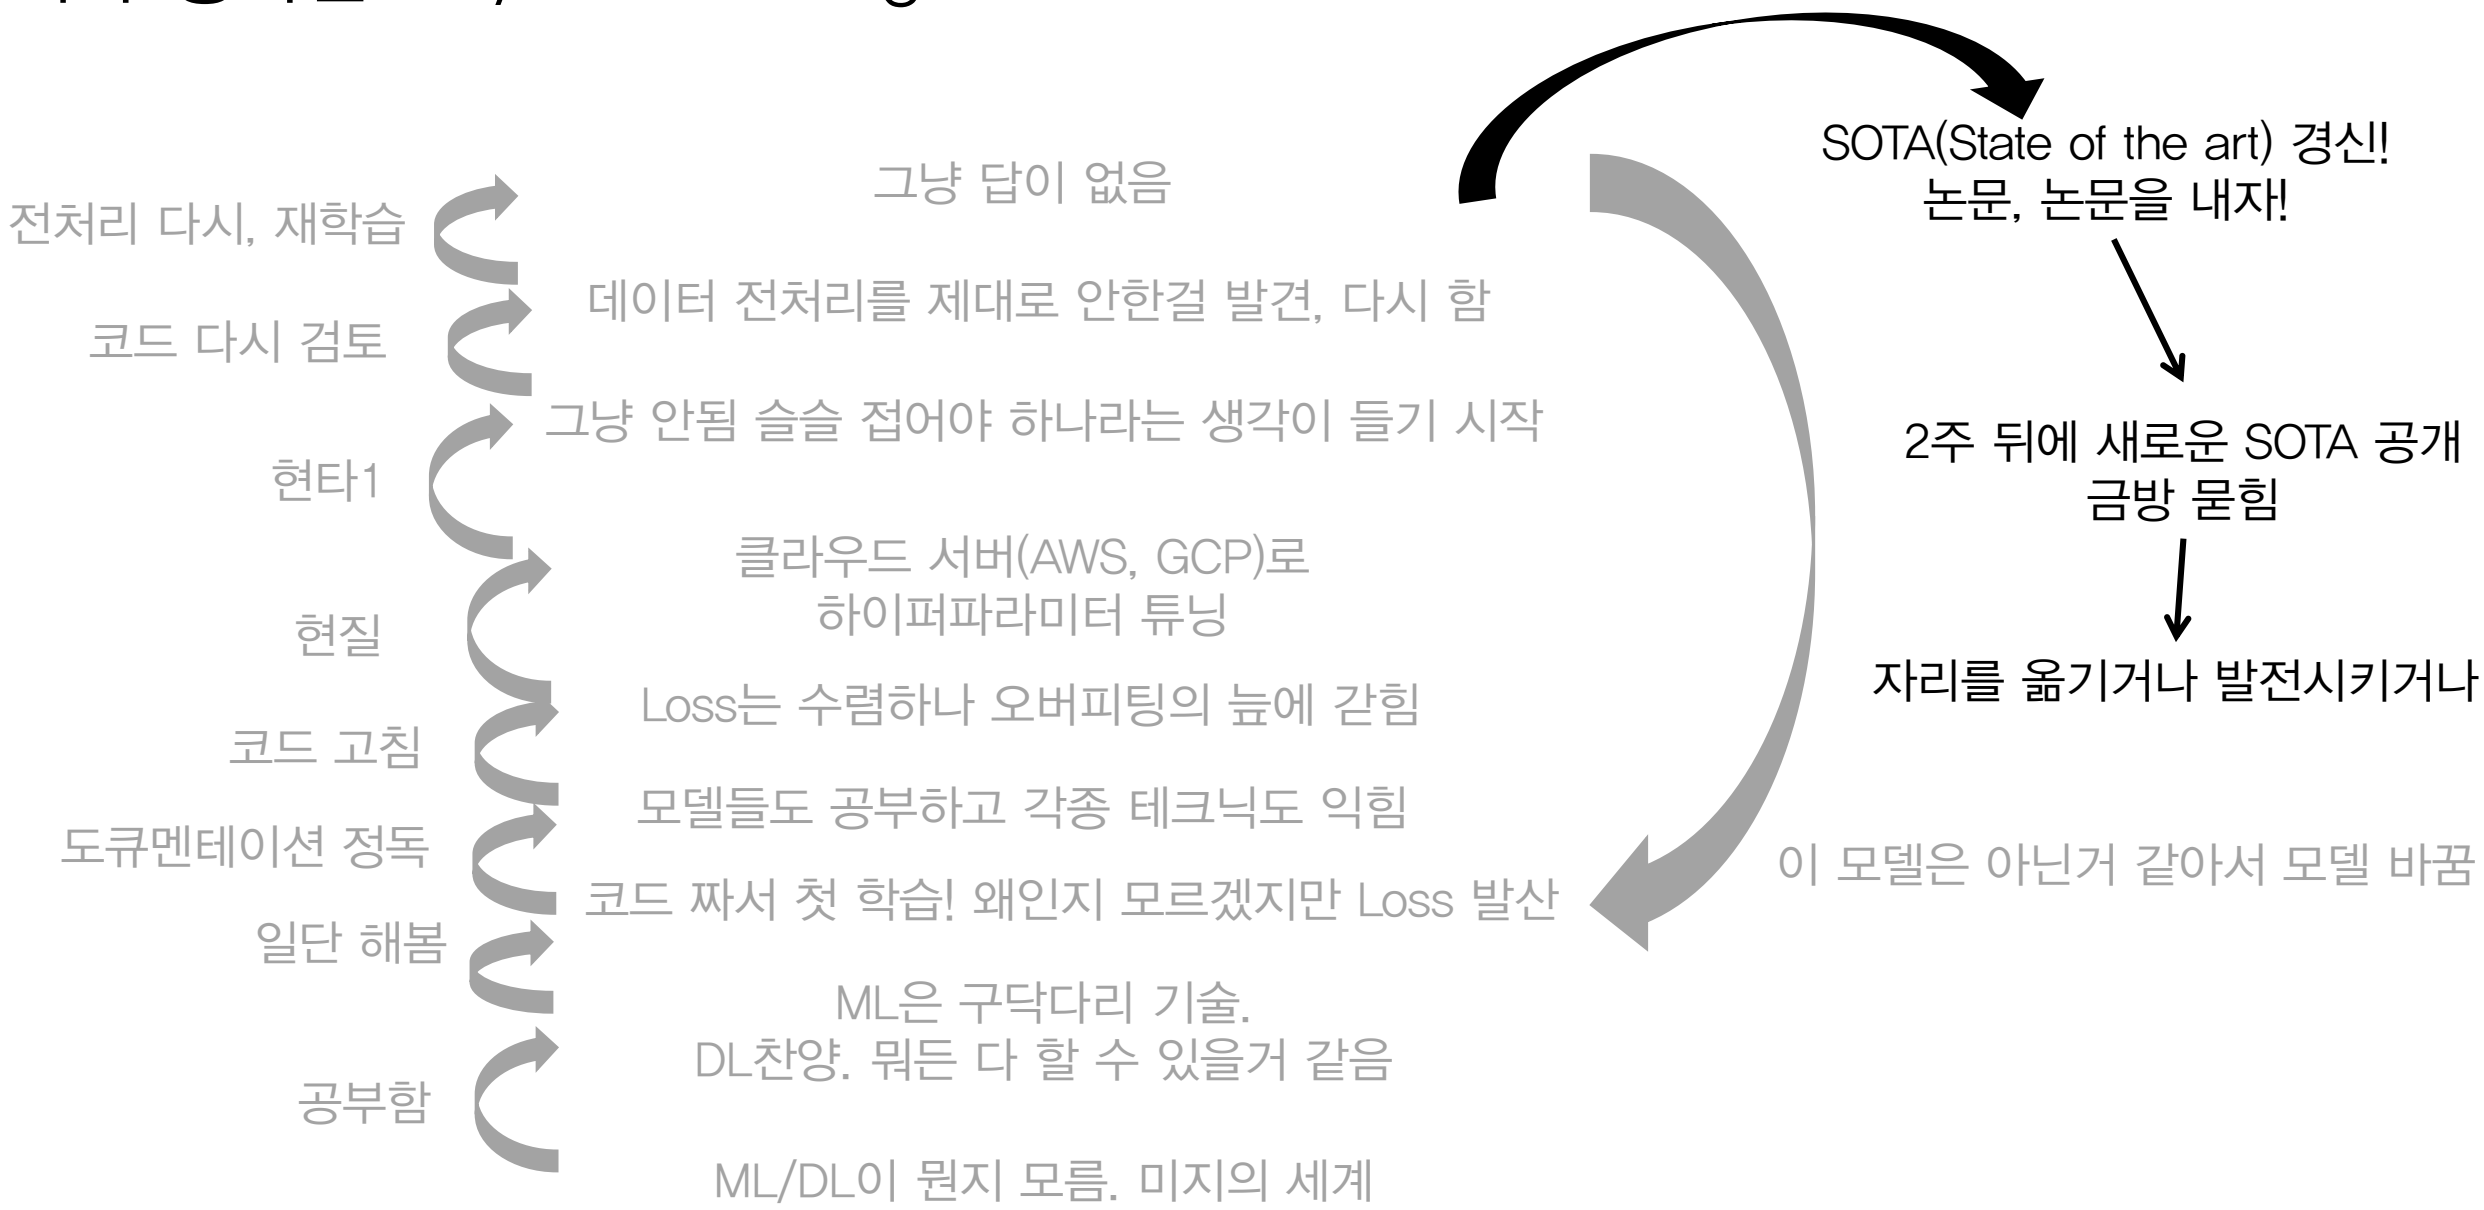 SOTA(State of the art) 경신!
논문, 논문을 내자!
그냥 답이 없음
전처리 다시, 재학습
데이터 전처리를 제대로 안한걸 발견, 다시 함
코드 다시 검토
그냥 안됨 슬슬 접어야 하나라는 생각이 들기 시작
2주 뒤에 새로운 SOTA 공개
금방 묻힘
현타1
클라우드 서버(AWS, GCP)로
하이퍼파라미터 튜닝
현질
Loss는 수렴하나 오버피팅의 늪에 갇힘
자리를 옮기거나 발전시키거나
코드 고침
모델들도 공부하고 각종 테크닉도 익힘
도큐멘테이션 정독
이 모델은 아닌거 같아서 모델 바꿈
코드 짜서 첫 학습! 왜인지 모르겠지만 Loss 발산
일단 해봄
ML은 구닥다리 기술.
DL찬양. 뭐든 다 할 수 있을거 같음
공부함
ML/DL이 뭔지 모름. 미지의 세계